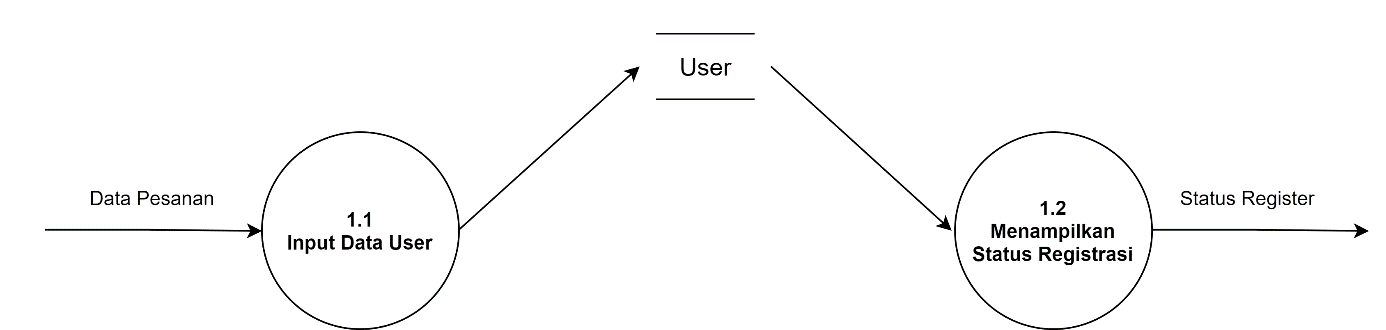 User
Data Pesanan
1.1
Input Data User
1.2
Menampilkan
Status Registrasi
Status Register